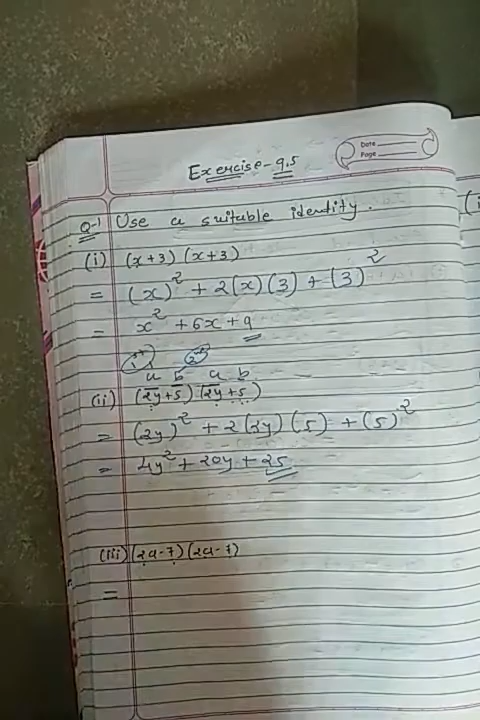 Exercise - 9.5
Date
Page
Q-1 Use a suitable identity.
(i) (x+3) (x+3)
= (x)² + 2(x)(3) + (3)²
= x² + 6x + 9
1st a b 2nd a b
(ii) (2y+5) (2y+5)
= (2y)² + 2(2y)(5) + (5)²
= 4y² + 20y + 25
(iii) (2a-7) (2a-7)
=